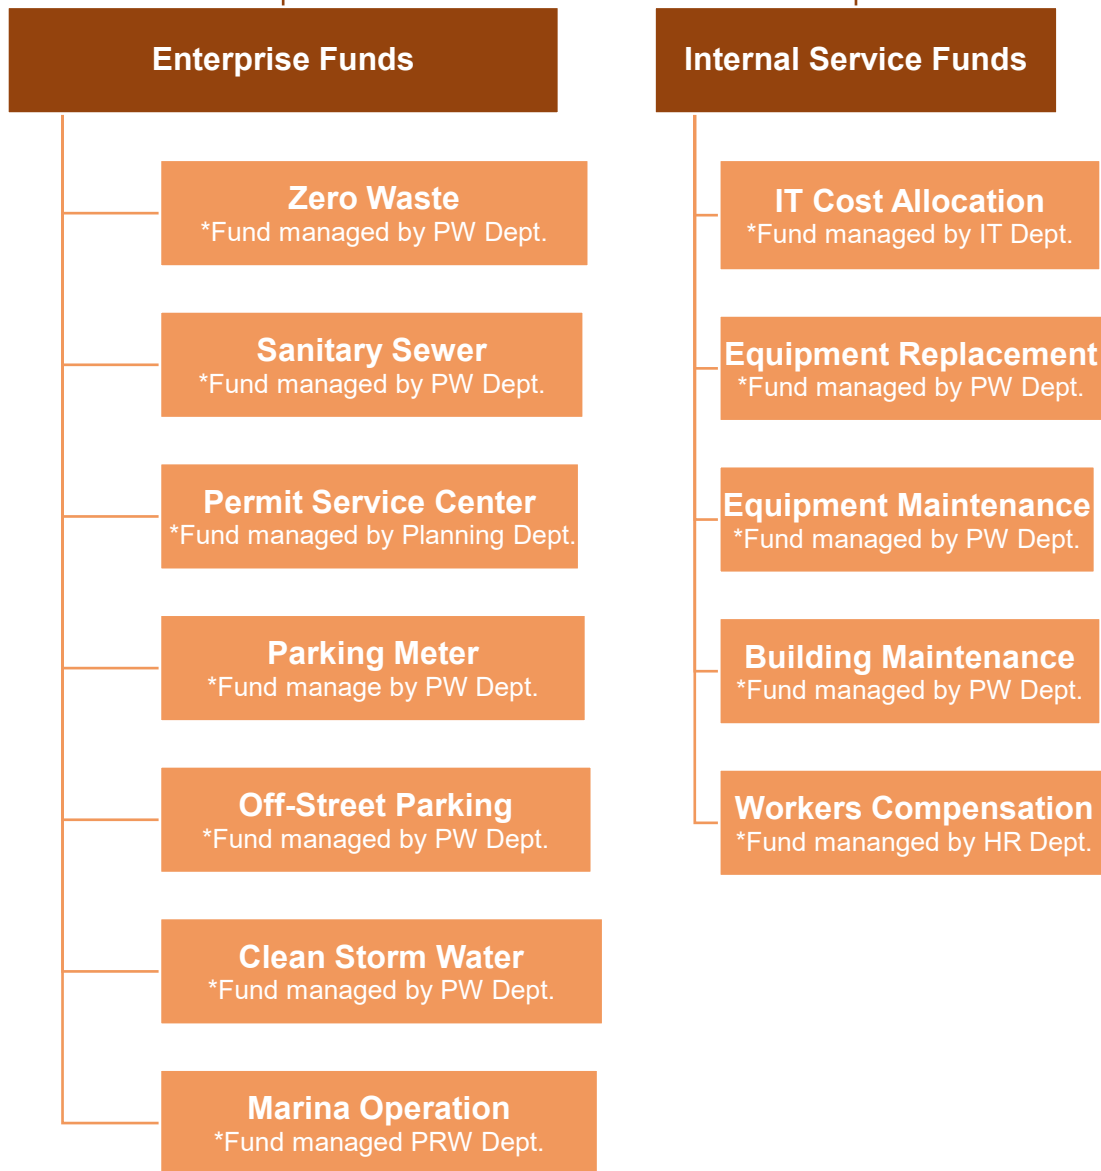 Enterprise Funds
Zero Waste
*Fund managed by PW Dept.
Sanitary Sewer
*Fund managed by PW Dept.
Permit Service Center
*Fund managed by Planning Dept.
Parking Meter
*Fund manage by PW Dept.
Off-Street Parking
*Fund managed by PW Dept.
Clean Storm Water
*Fund managed by PW Dept.
Marina Operation
*Fund managed PRW Dept.
Internal Service Funds
IT Cost Allocation
*Fund managed by IT Dept.
Equipment Replacement
*Fund managed by PW Dept.
Equipment Maintenance
*Fund managed by PW Dept.
Building Maintenance
*Fund managed by PW Dept.
Workers Compensation
*Fund mananged by HR Dept.